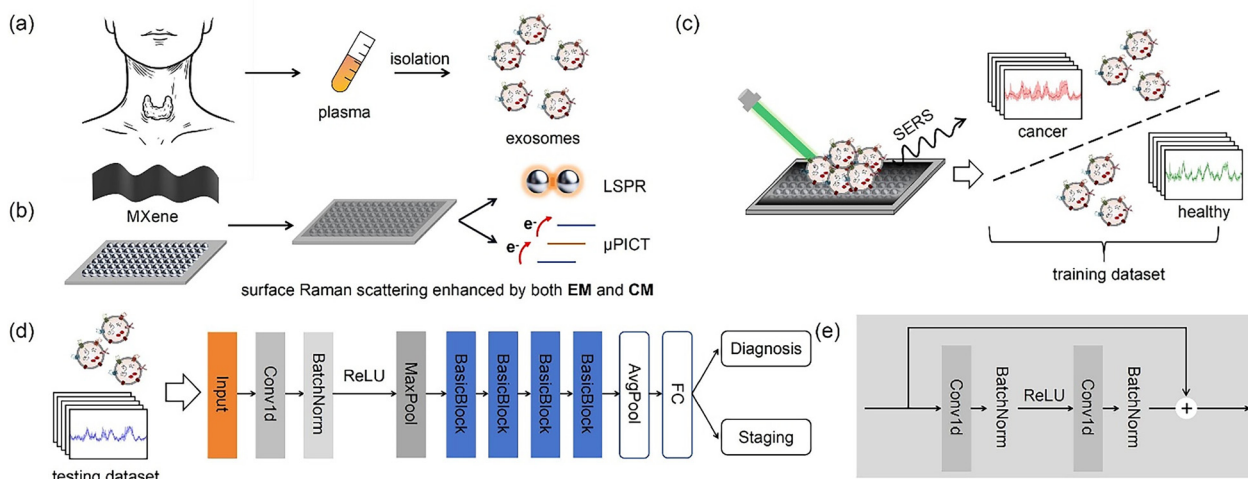 (a)
plasma
isolation
exosomes
MXene
(b)
LSPR
e-
e-
μPICT
surface Raman scattering enhanced by both EM and CM
(c)
SERS
cancer
healthy
training dataset
(d)
testing dataset
Input
Conv1d
BatchNorm
ReLU
MaxPool
BasicBlock
BasicBlock
BasicBlock
BasicBlock
AvgPool
FC
Diagnosis
Staging
(e)
Conv1d
BatchNorm
ReLU
Conv1d
BatchNorm
+